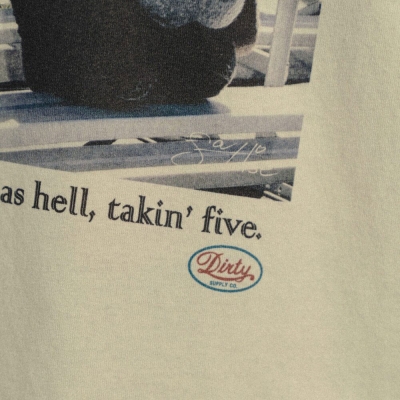 as hell, takin' five.
Dirty
SUPPLY CO.